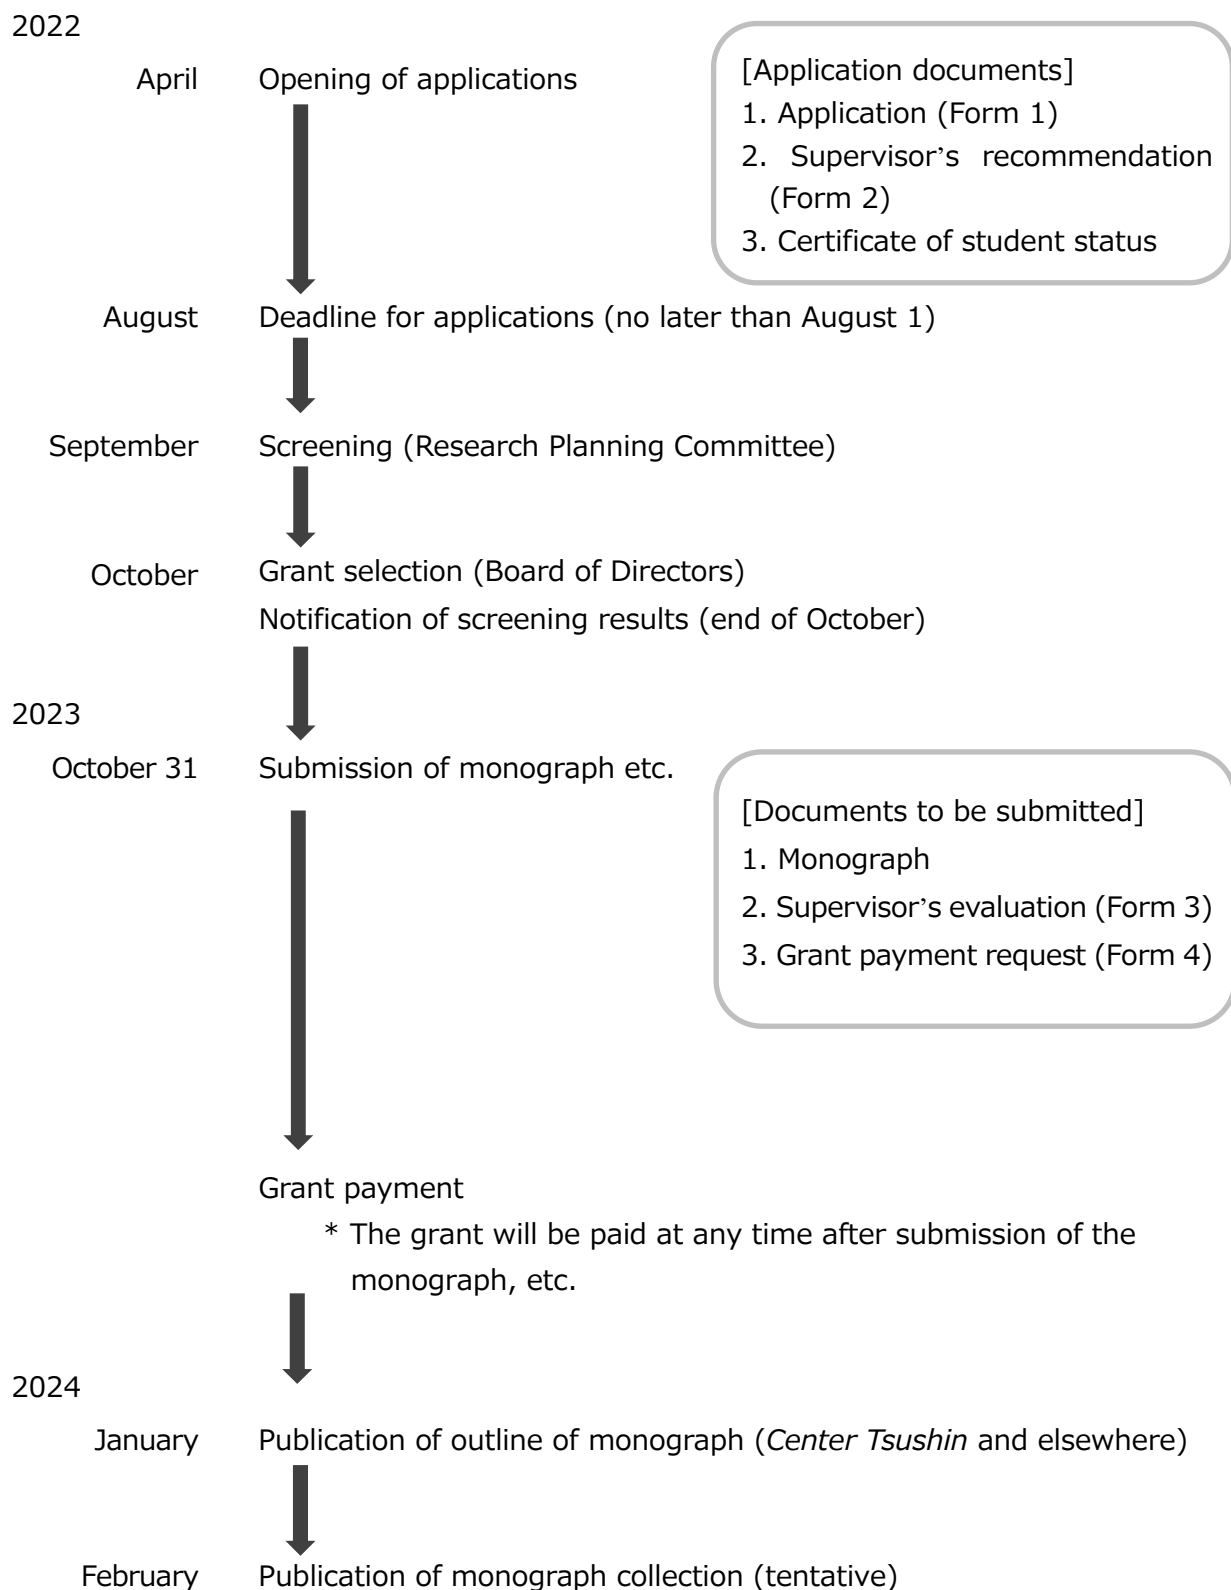 2022
April Opening of applications
[Application documents]
1. Application (Form 1)
2. Supervisor’s recommendation
(Form 2)
3. Certificate of student status
August Deadline for applications (no later than August 1)
September Screening (Research Planning Committee)
October Grant selection (Board of Directors)
Notification of screening results (end of October)
2023
October 31 Submission of monograph etc.
[Documents to be submitted]
1. Monograph
2. Supervisor’s evaluation (Form 3)
3. Grant payment request (Form 4)
Grant payment
* The grant will be paid at any time after submission of the
monograph, etc.
2024
January Publication of outline of monograph (Center Tsushin and elsewhere)
February Publication of monograph collection (tentative)